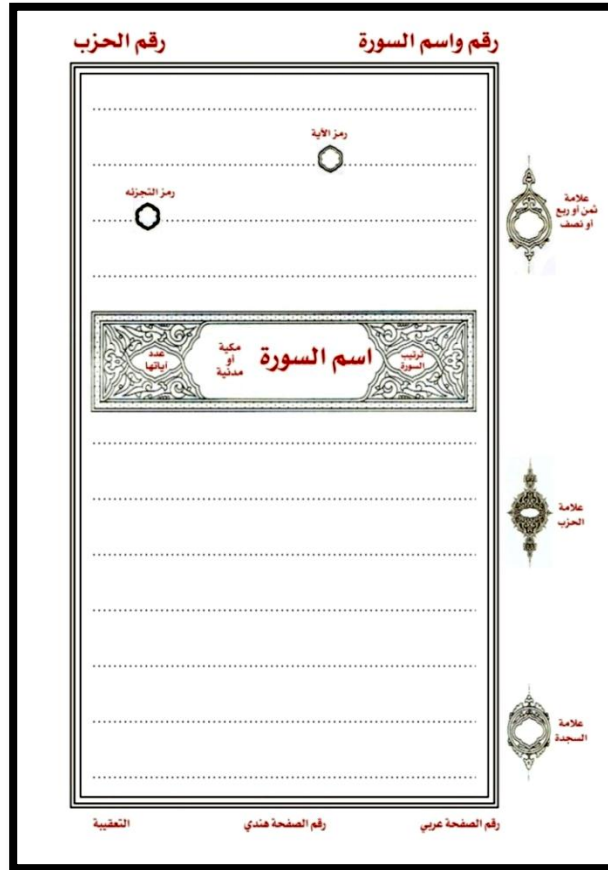 رقم واسم السورة
رقم الحزب
رمز الآية
رمز التجزئه
علامة
ثمن أو ربع
أو نصف
ترتيب
السورة
اسم السورة
مكية
أو
مدنية
عدد
آياتها
علامة
الحزب
علامة
السجدة
رقم الصفحة عربي
رقم الصفحة هندي
التعقيبة